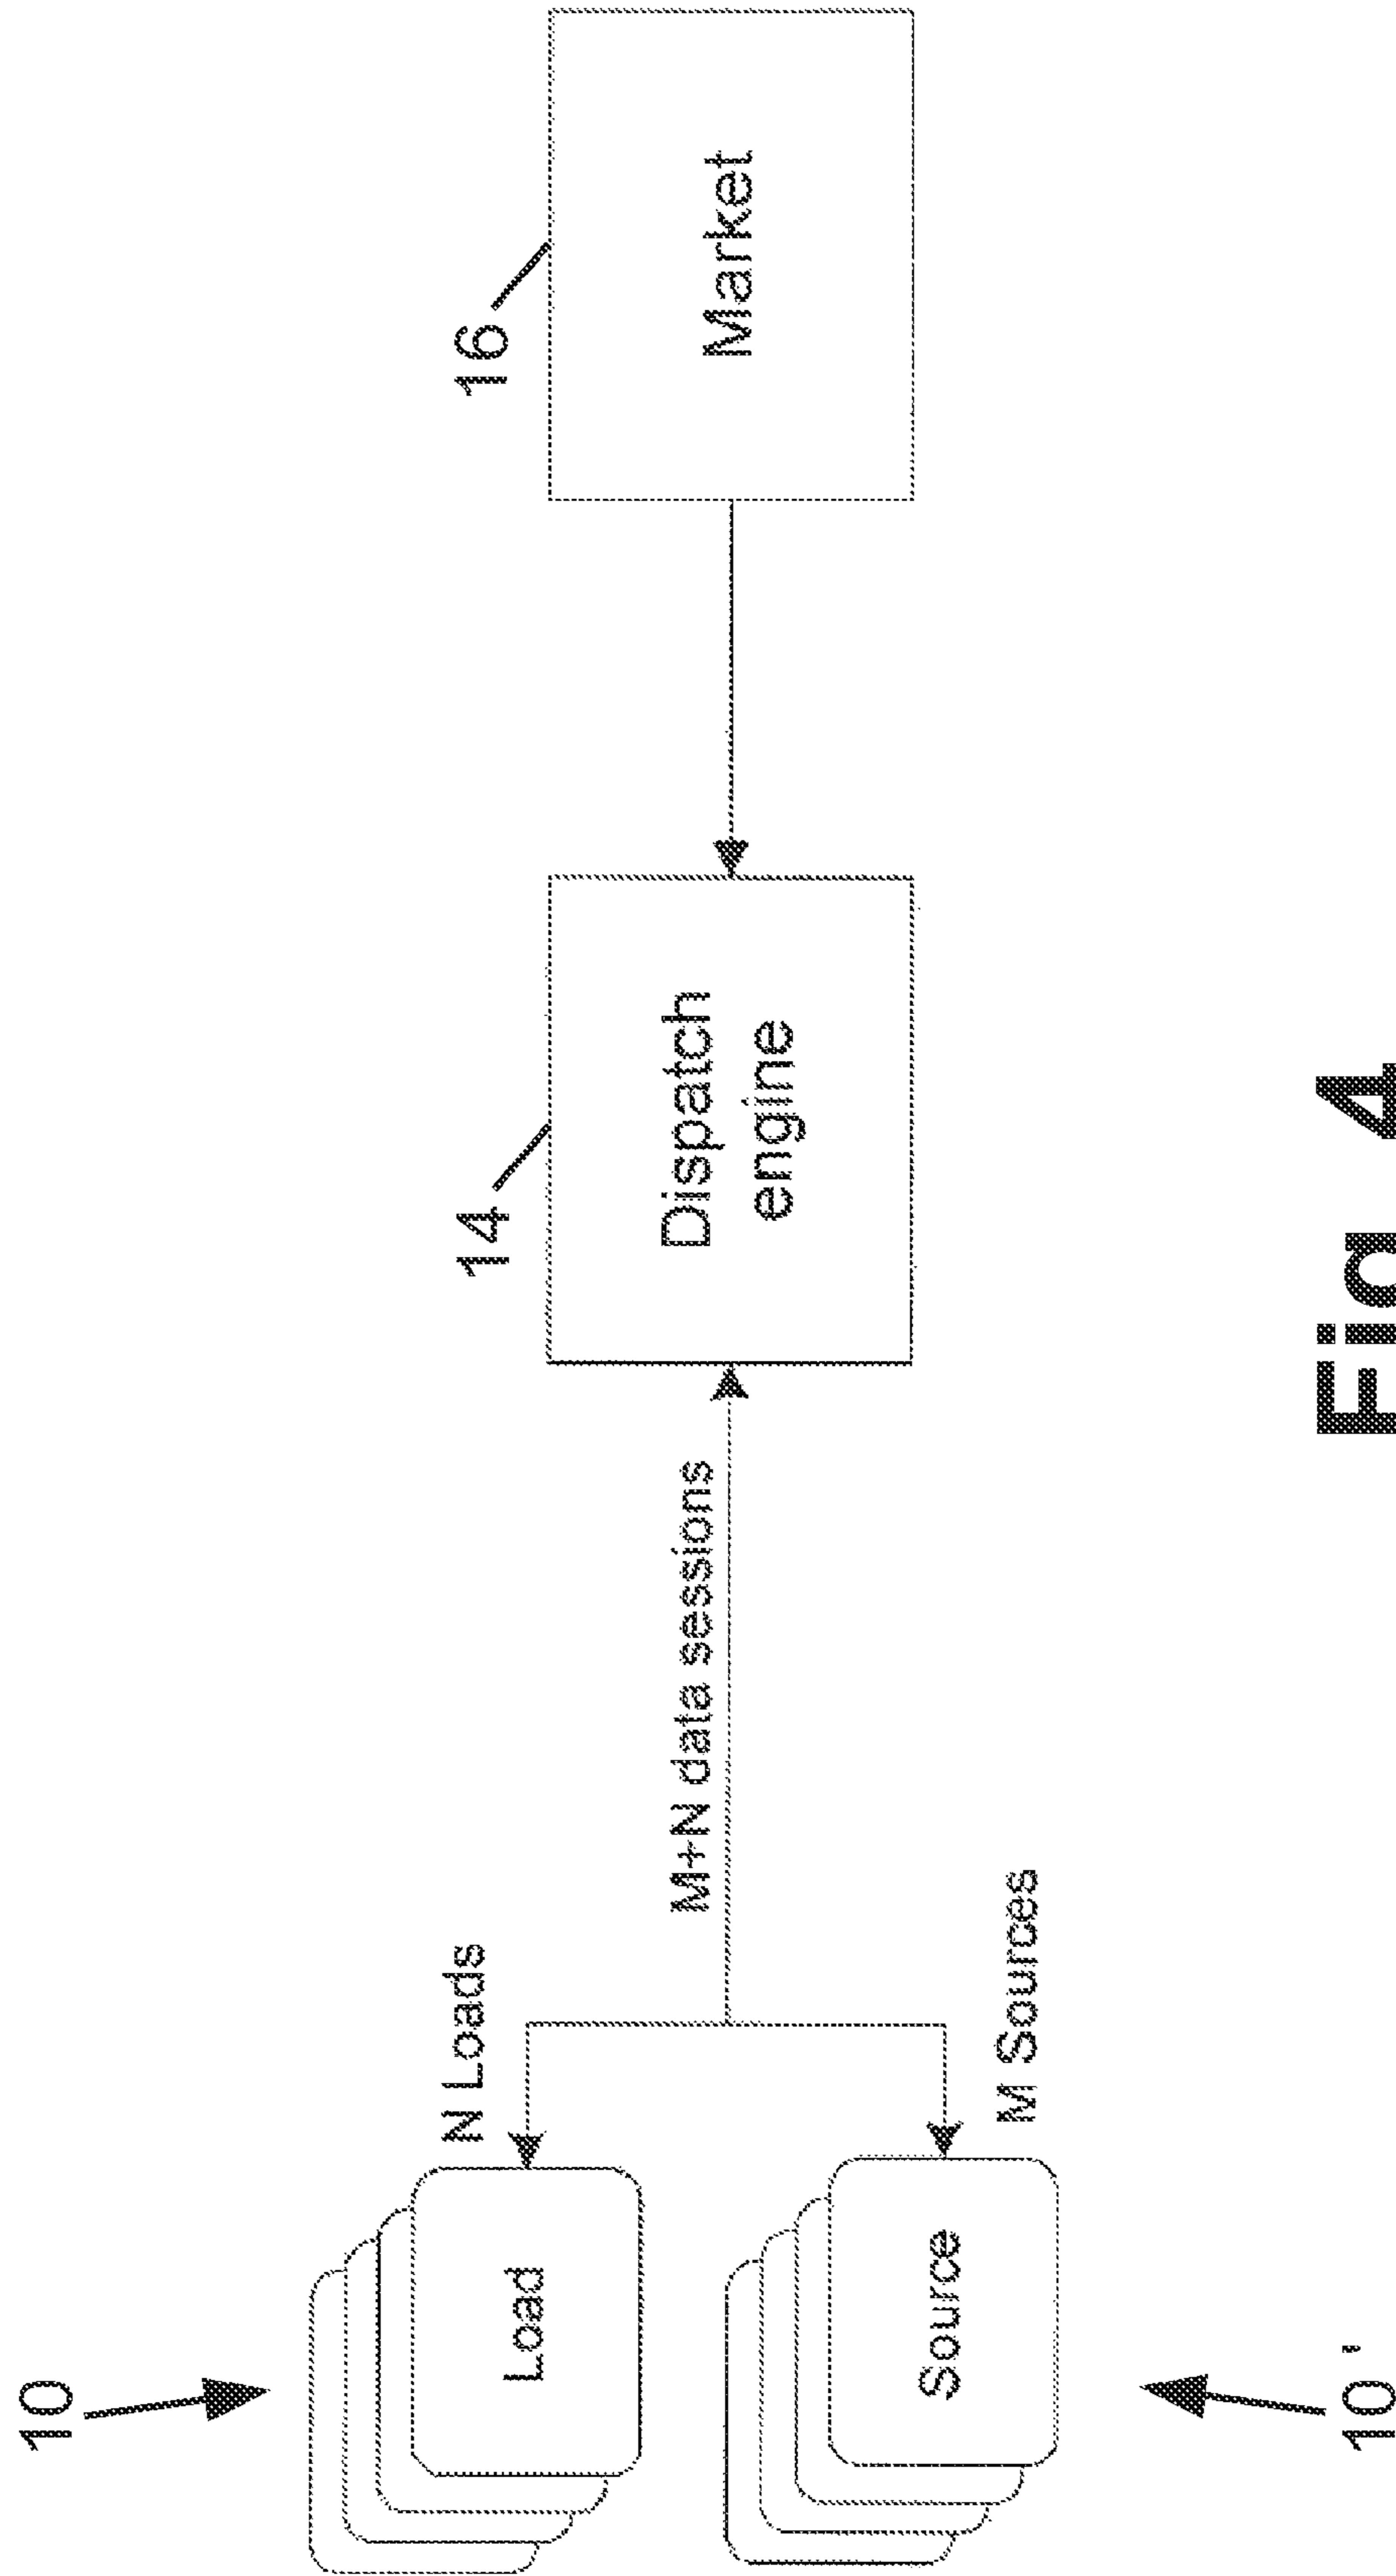 10
Load
N Loads
Source
M Sources
10'
M+N data sessions
14
Dispatch
engine
16
Market
Fig 4